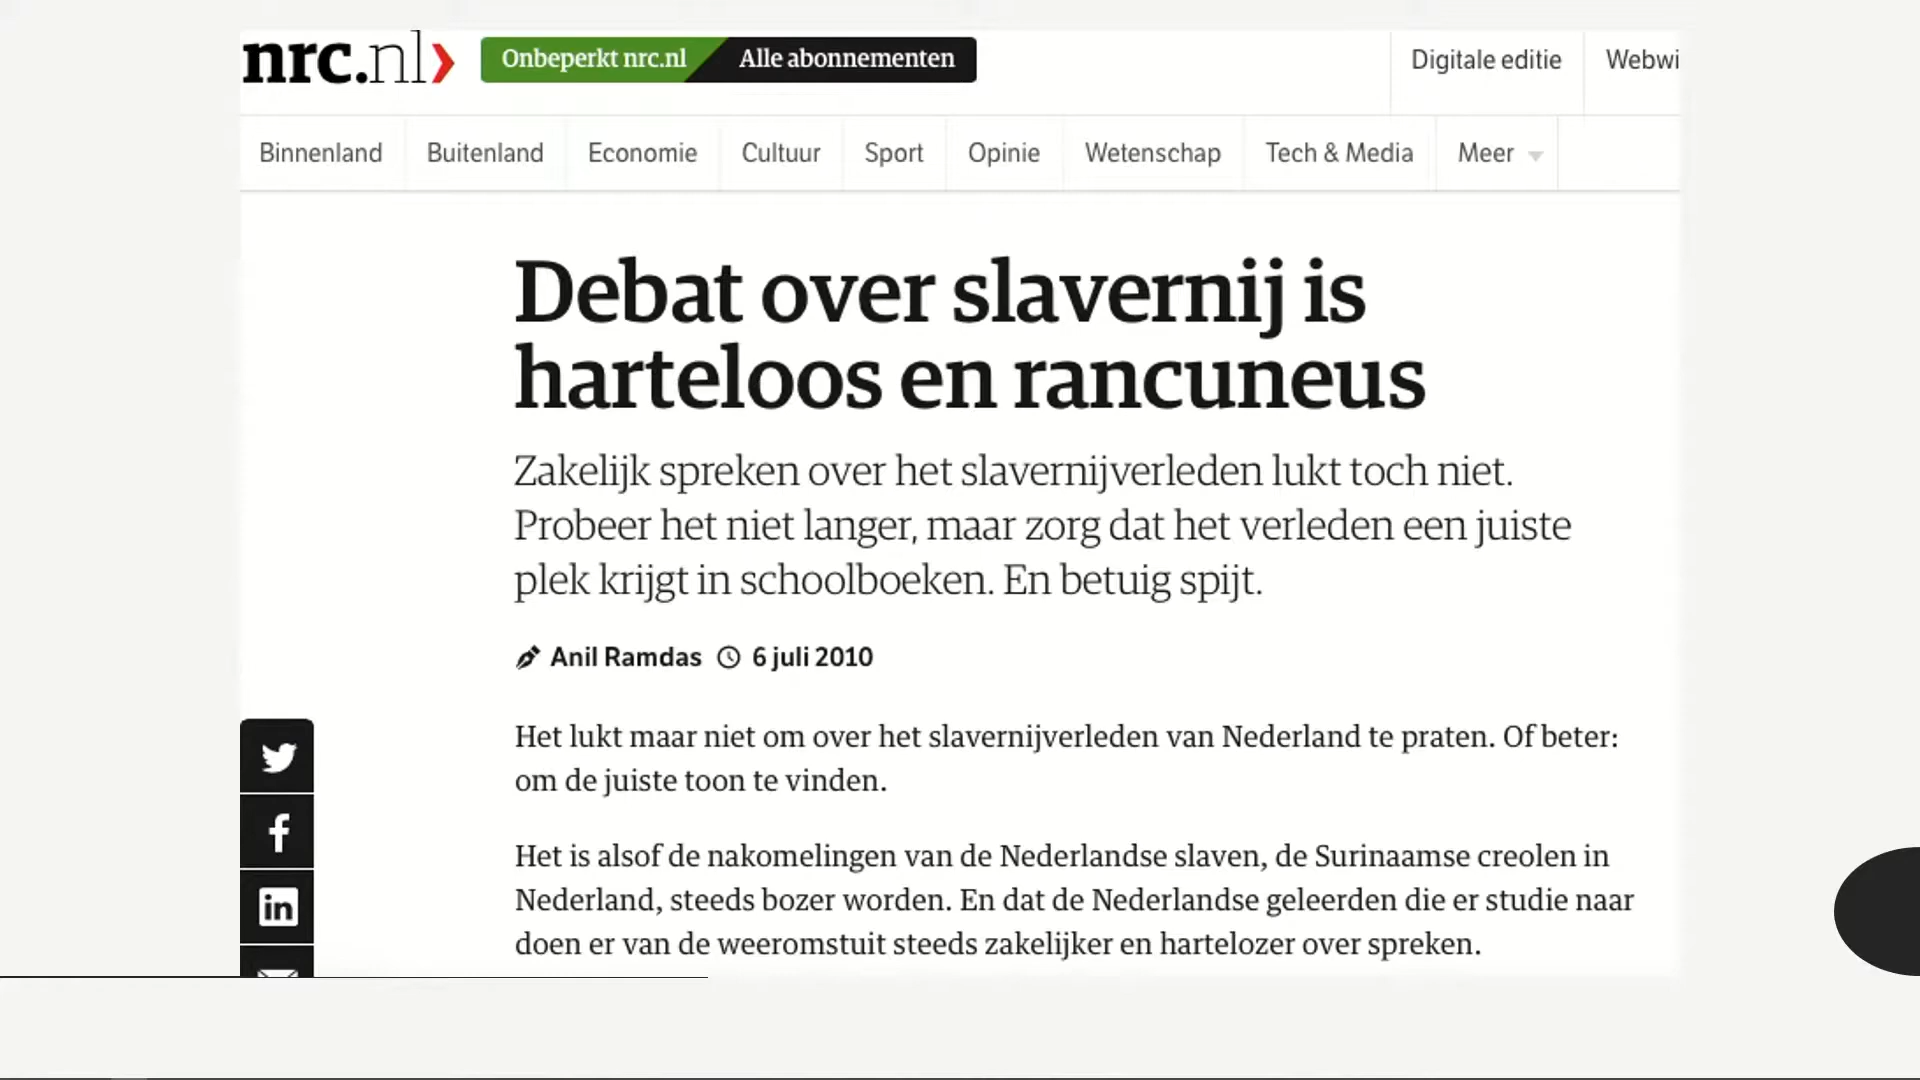 nrc.nl
Onbeperkt nrc.nl
Alle abonnementen
Digitale editie
Webwi
Binnenland
Buitenland
Economie
Cultuur
Sport
Opinie
Wetenschap
Tech & Media
Meer
Debat over slavernij is
harteloos en rancuneus
Zakelijk spreken over het slavernijverleden lukt toch niet.
Probeer het niet langer, maar zorg dat het verleden een juiste
plek krijgt in schoolboeken. En betuig spijt.
Anil Ramdas 6 juli 2010
Het lukt maar niet om over het slavernijverleden van Nederland te praten. Of beter:
om de juiste toon te vinden.
Het is alsof de nakomelingen van de Nederlandse slaven, de Surinaamse creolen in
Nederland, steeds bozer worden. En dat de Nederlandse geleerden die er studie naar
doen er van de weeromstuit steeds zakelijker en hartelozer over spreken.